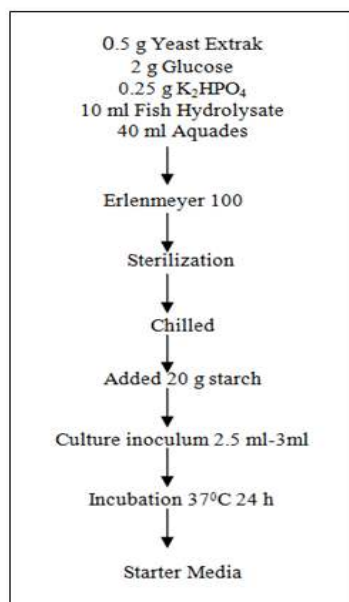 0.5 g Yeast Extrak
2 g Glucose
0.25 g K₂HPO₄
10 ml Fish Hydrolysate
40 ml Aquades
Erlenmeyer 100
Sterilization
Chilled
Added 20 g starch
Culture inoculum 2.5 ml-3ml
Incubation 37⁰C 24 h
Starter Media